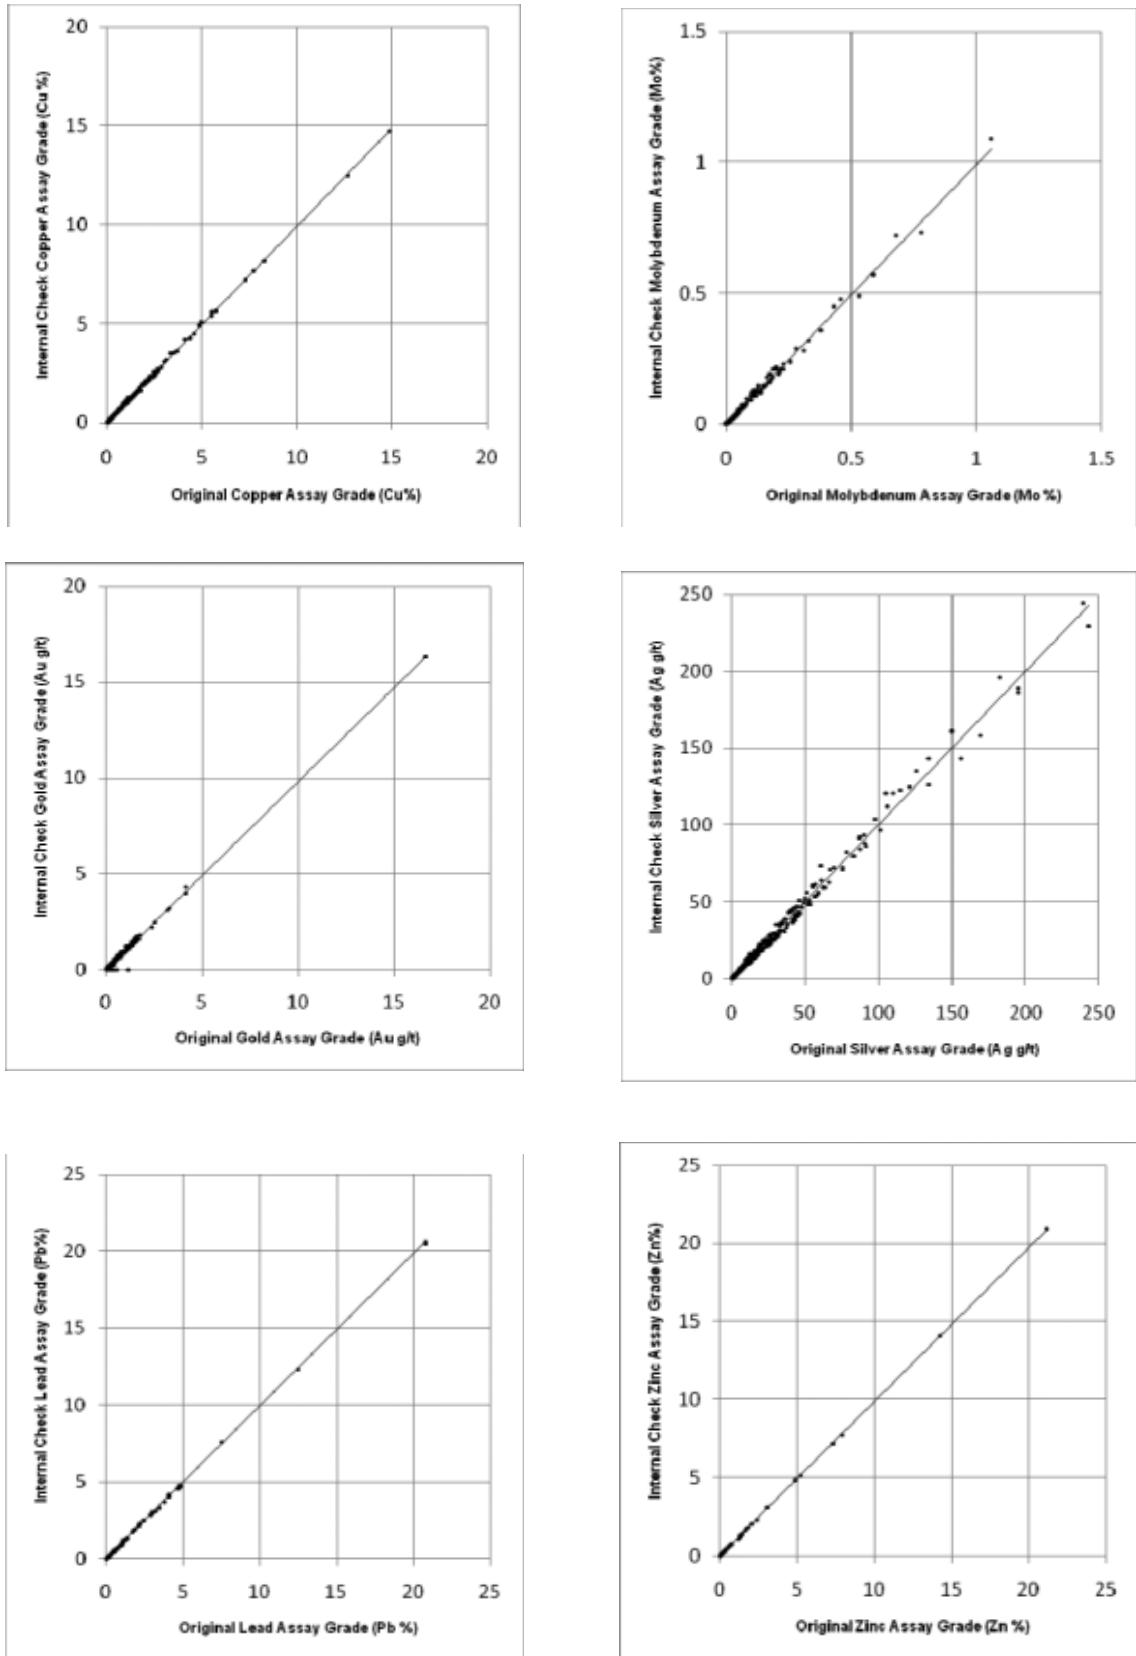 Internal Check Copper Assay Grade (Cu %)
20
15
10
5
0
0 5 10 15 20
Original Copper Assay Grade (Cu%)
Internal Check Molybdenum Assay Grade (Mo%)
1.5
1
0.5
0
0 0.5 1 1.5
Original Molybdenum Assay Grade (Mo %)
Internal Check Gold Assay Grade (Au g/t)
20
15
10
5
0
0 5 10 15 20
Original Gold Assay Grade (Au g/t)
Internal Check Silver Assay Grade (Ag g/t)
250
200
150
100
50
0
0 50 100 150 200 250
Original Silver Assay Grade (Ag g/t)
Internal Check Lead Assay Grade (Pb%)
25
20
15
10
5
0
0 5 10 15 20 25
Original Lead Assay Grade (Pb %)
Internal Check Zinc Assay Grade (Zn%)
25
20
15
10
5
0
0 5 10 15 20 25
Original Zinc Assay Grade (Zn %)